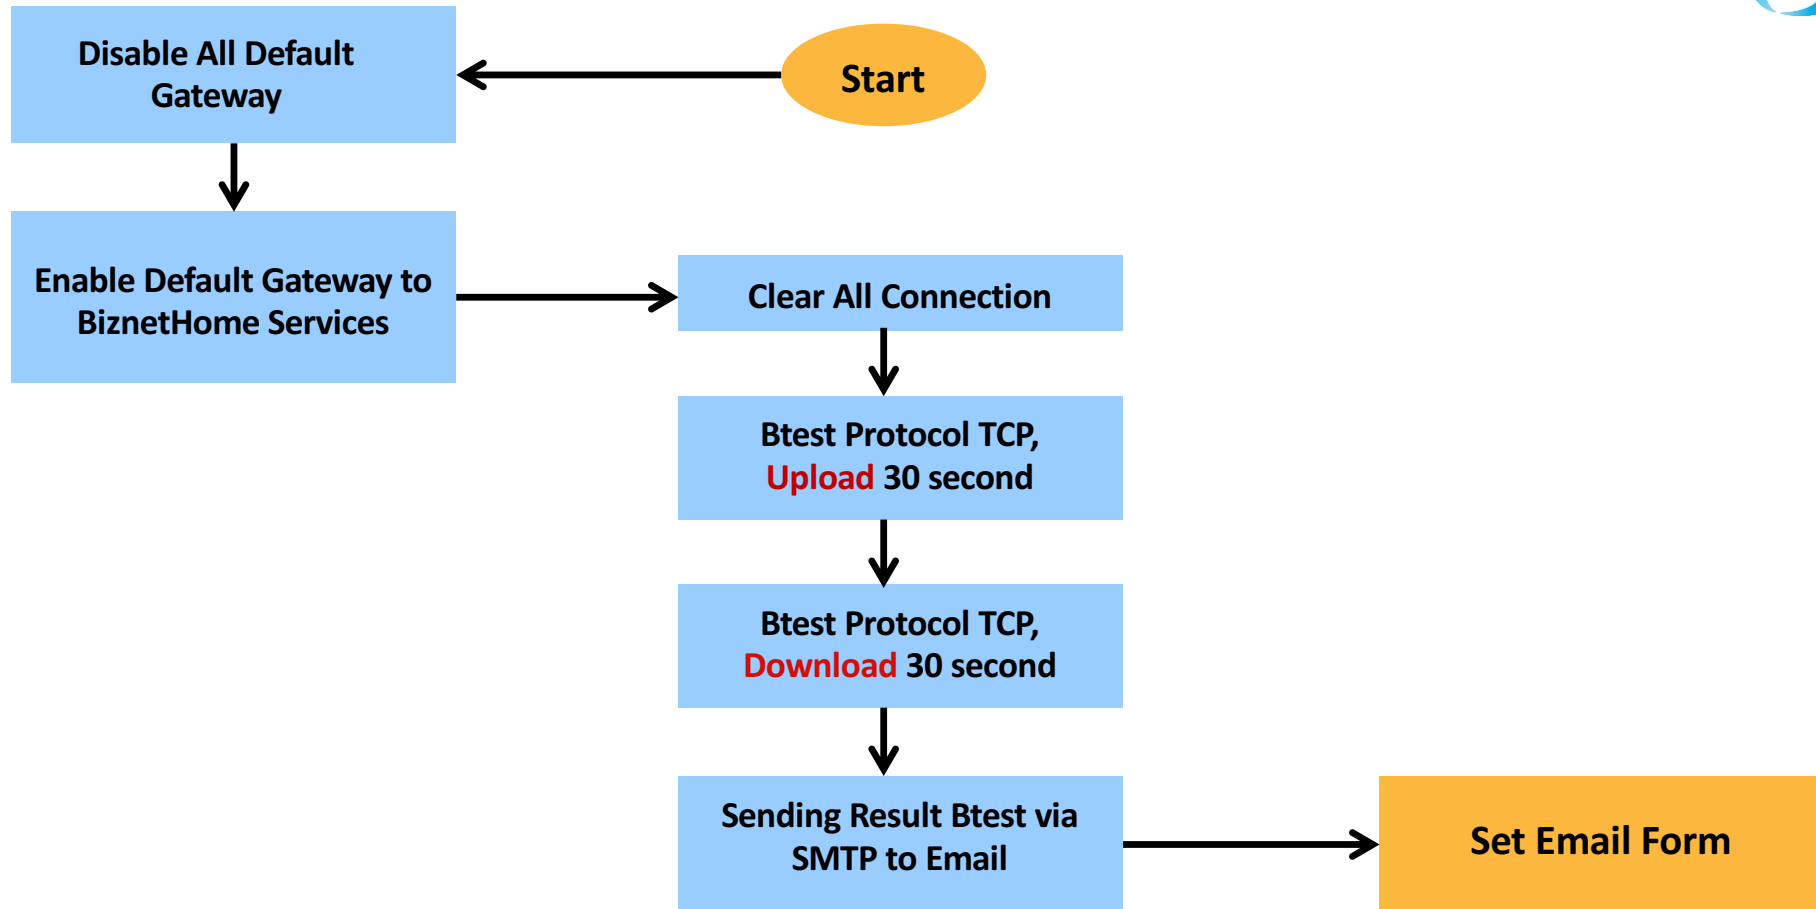 Start
Disable All Default
Gateway
Enable Default Gateway to
BiznetHome Services
Clear All Connection
Btest Protocol TCP,
Upload 30 second
Btest Protocol TCP,
Download 30 second
Sending Result Btest via
SMTP to Email
Set Email Form